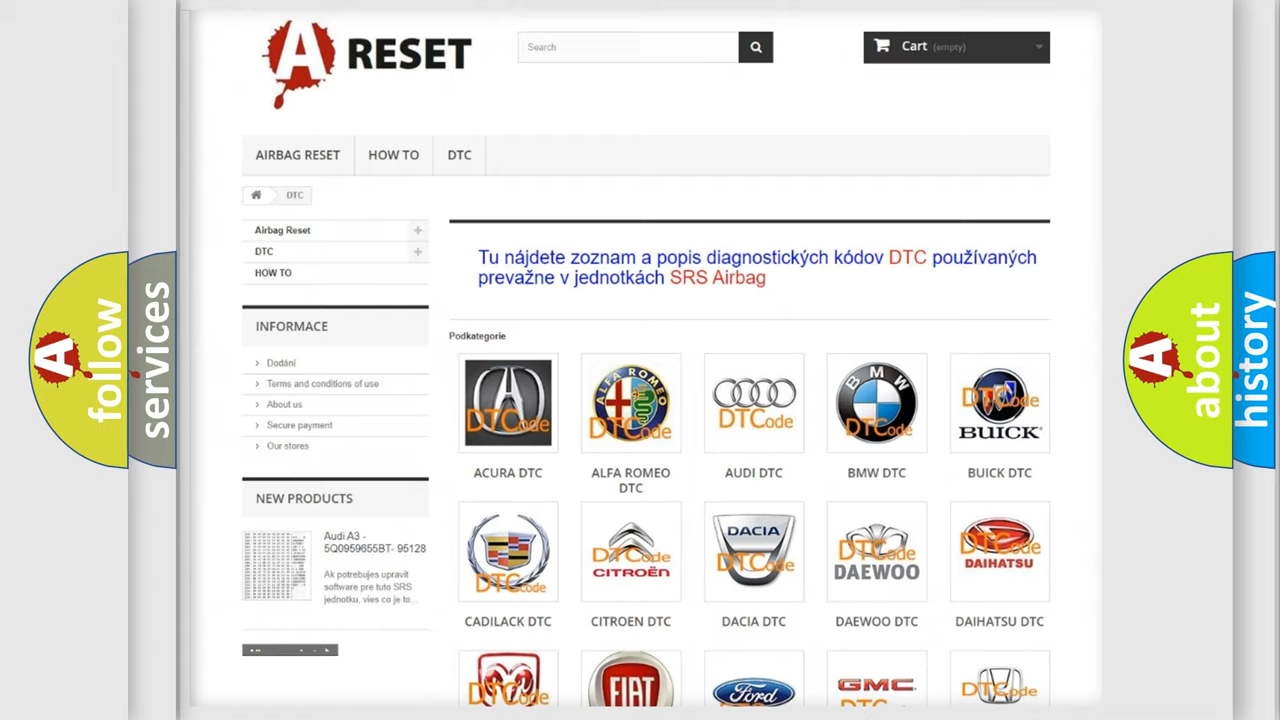 A RESET
Search
Cart (empty)
AIRBAG RESET
HOW TO
DTC
DTC
Airbag Reset
DTC
HOW TO
Tu nájdete zoznam a popis diagnostických kódov DTC používaných
prevažne v jednotkách SRS Airbag
INFORMACE
Dodání
Terms and conditions of use
About us
Secure payment
Our stores
Podkategorie
ALFA ROMEO
DTCode
DTCode
DTCode
BMW
DTCode
DTCode
BUICK
ACURA DTC
ALFA ROMEO
DTC
AUDI DTC
BMW DTC
BUICK DTC
NEW PRODUCTS
Audi A3 -
5Q0959655BT- 95128
Ak potrebujes upravit
software pre tuto SRS
jednotku, vies co je to...
DTCode
DTCode
CITROËN
DACIA
DTCode
DTCode
DAEWOO
DTCode
DAIHATSU
CADILACK DTC
CITROEN DTC
DACIA DTC
DAEWOO DTC
DAIHATSU DTC
DTCode
FIAT
Ford
GMC
DTCode
A follow
services
A about
history